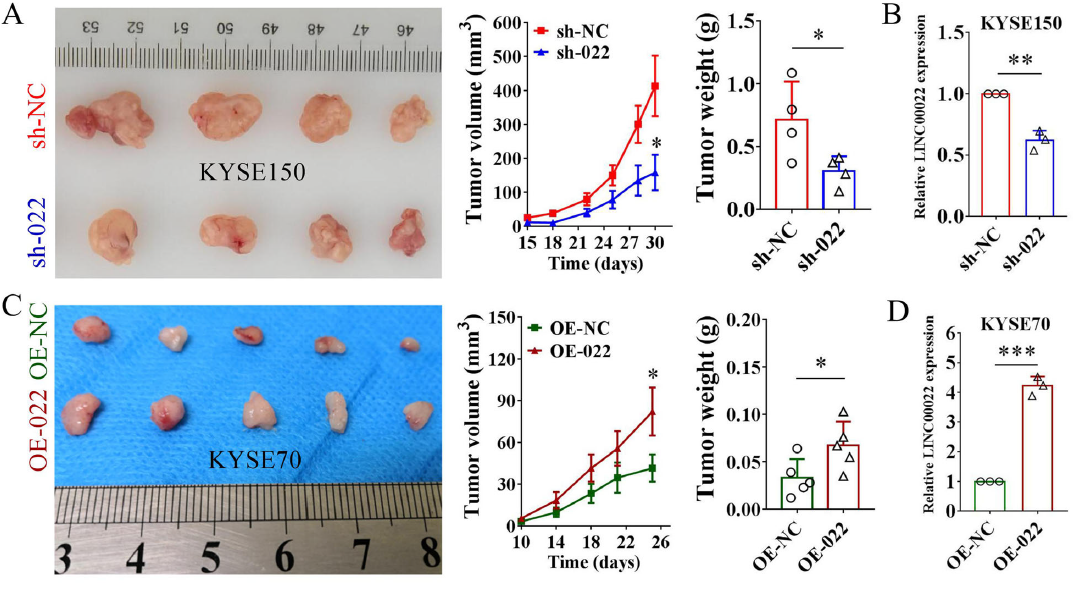 A
53 52 51 50 49 48 47 46
sh-NC
KYSE150
sh-022
Tumor volume (mm3)
600
500
400
300
200
100
0
sh-NC
sh-022
*
15 18 21 24 27 30
Time (days)
Tumor weight (g)
1.5
1.0
0.5
0.0
*
sh-NC
sh-022
B
KYSE150
Relative LINC00022 expression
1.5
1.0
0.5
0.0
**
sh-NC
sh-022
C
OE-NC
OE-022
KYSE70
3 4 5 6 7 8
Tumor volume (mm3)
150
120
90
60
30
0
OE-NC
OE-022
*
10 14 18 22 26
Time (days)
Tumor weight (g)
0.20
0.15
0.10
0.05
0.00
*
OE-NC
OE-022
D
KYSE70
Relative LINC00022 expression
6
5
4
3
2
1
0
***
OE-NC
OE-022